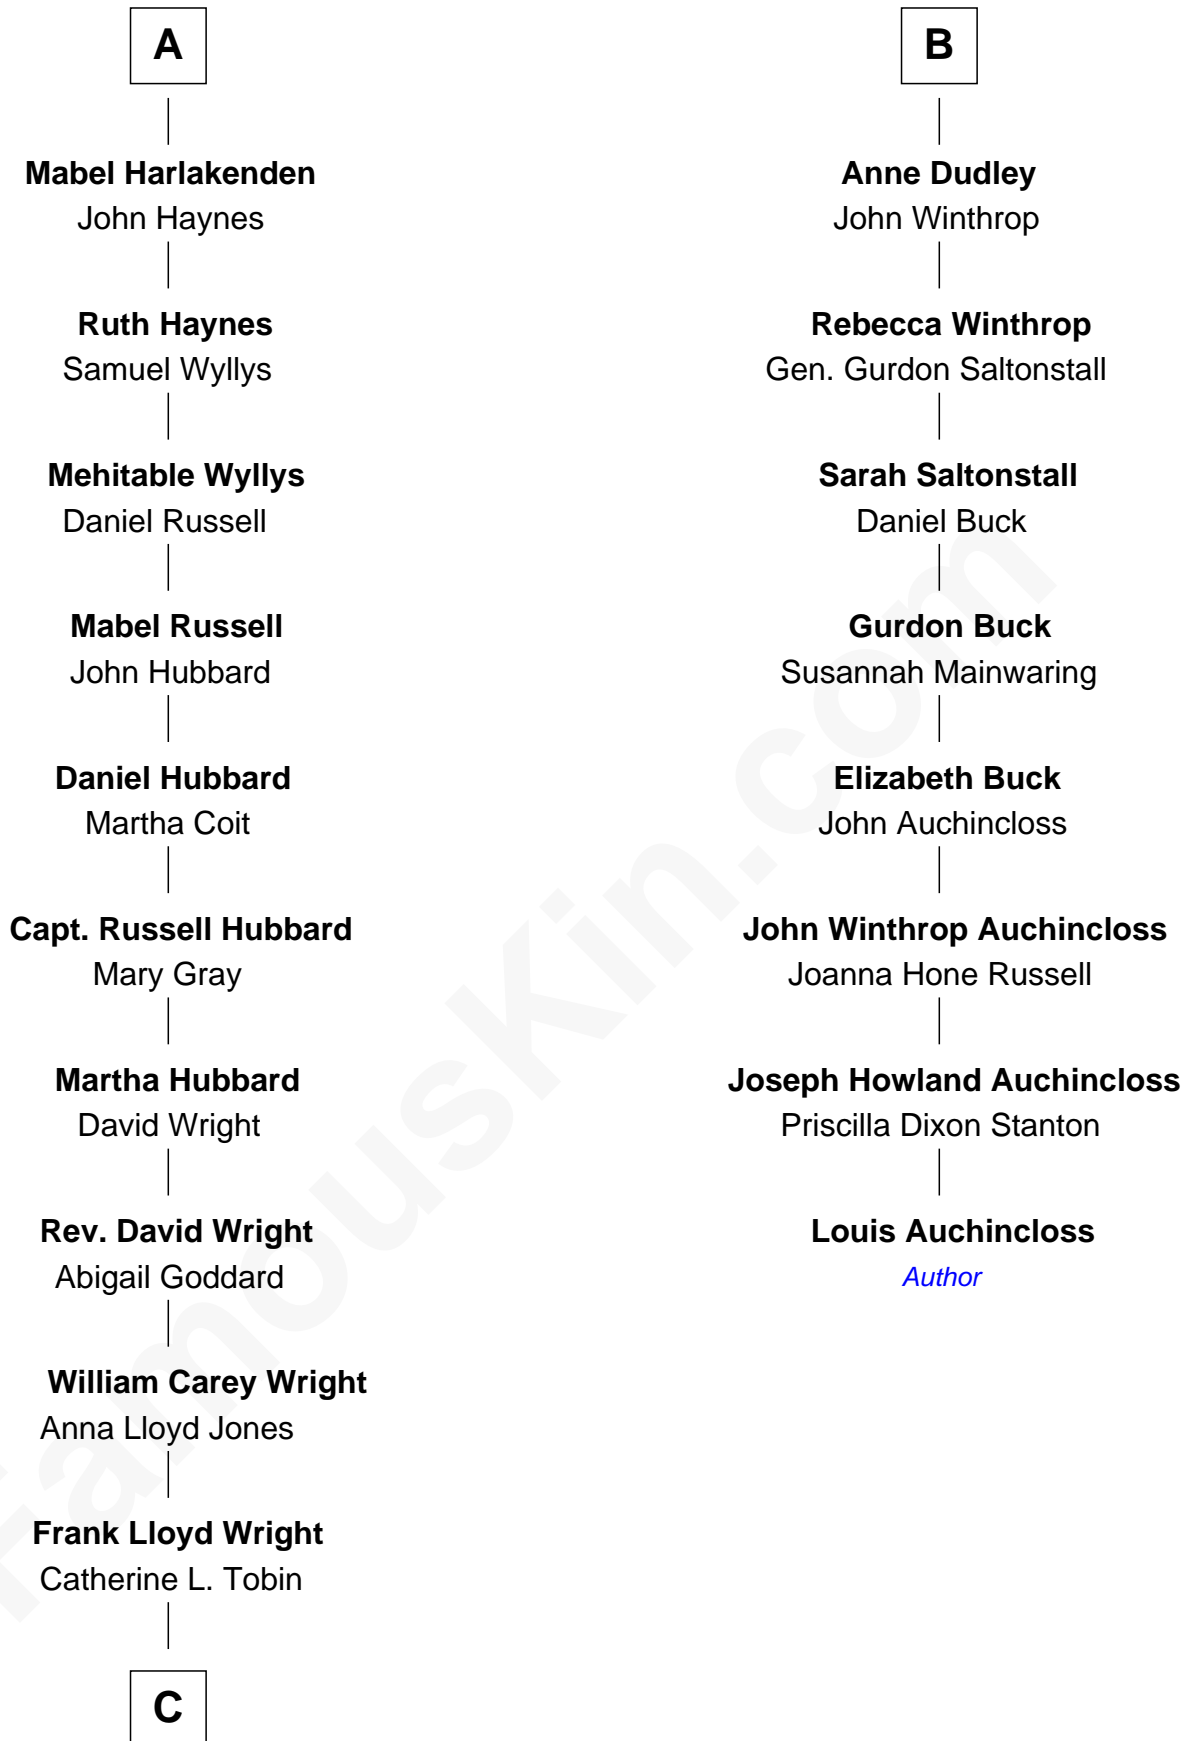 A
Mabel Harlakenden
John Haynes
Ruth Haynes
Samuel Wyllys
Mehitable Wyllys
Daniel Russell
Mabel Russell
John Hubbard
Daniel Hubbard
Martha Coit
Capt. Russell Hubbard
Mary Gray
Martha Hubbard
David Wright
Rev. David Wright
Abigail Goddard
William Carey Wright
Anna Lloyd Jones
Frank Lloyd Wright
Catherine L. Tobin
C
B
Anne Dudley
John Winthrop
Rebecca Winthrop
Gen. Gurdon Saltonstall
Sarah Saltonstall
Daniel Buck
Gurdon Buck
Susannah Mainwaring
Elizabeth Buck
John Auchincloss
John Winthrop Auchincloss
Joanna Hone Russell
Joseph Howland Auchincloss
Priscilla Dixon Stanton
Louis Auchincloss
Author
FamousKin.com